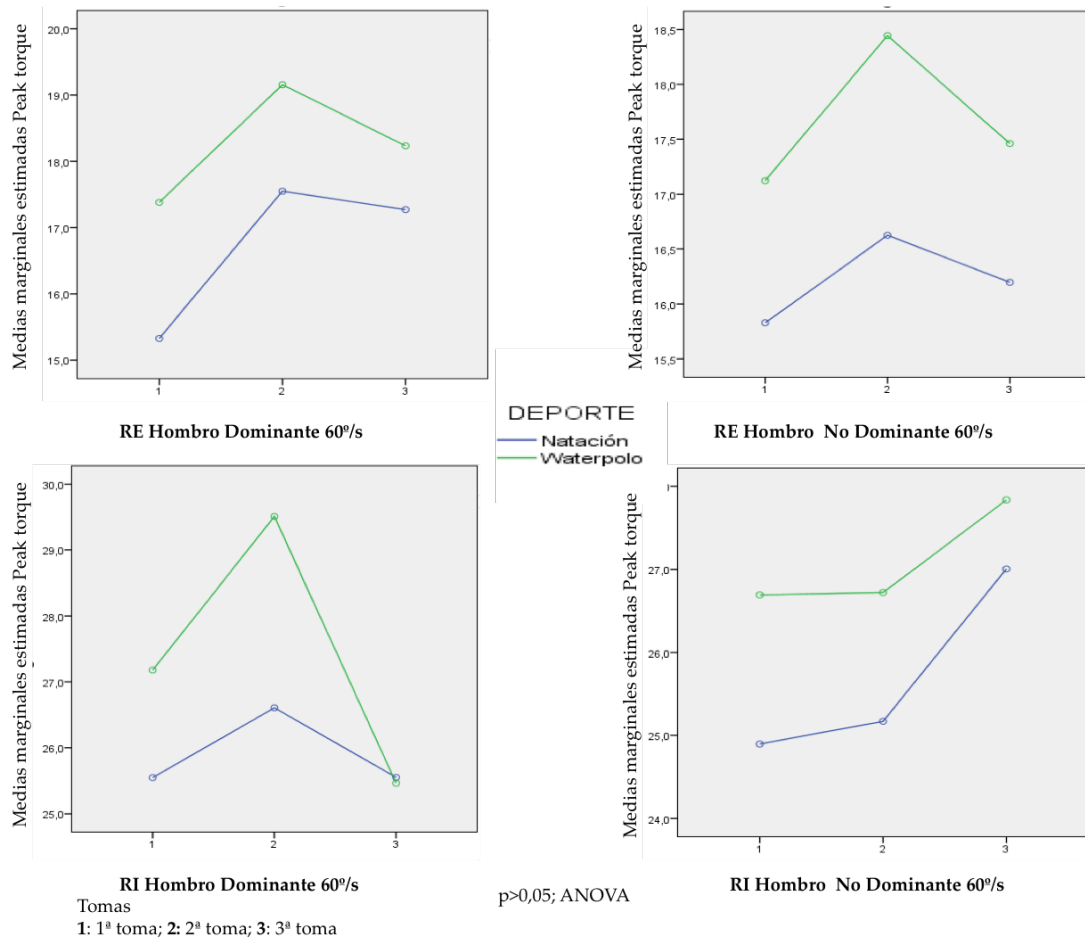 Medias marginales estimadas Peak torque
20,0
19,0
18,0
17,0
16,0
15,0
1
2
3
RE Hombro Dominante 60º/s
Medias marginales estimadas Peak torque
18,5
18,0
17,5
17,0
16,5
16,0
15,5
1
2
3
RE Hombro No Dominante 60º/s
DEPORTE
Natación
Waterpolo
Medias marginales estimadas Peak torque
30,0
29,0
28,0
27,0
26,0
25,0
1
2
3
RI Hombro Dominante 60º/s
Medias marginales estimadas Peak torque
27,0
26,0
25,0
24,0
1
2
3
RI Hombro No Dominante 60º/s
p>0,05; ANOVA
Tomas
1: 1ª toma; 2: 2ª toma; 3: 3ª toma